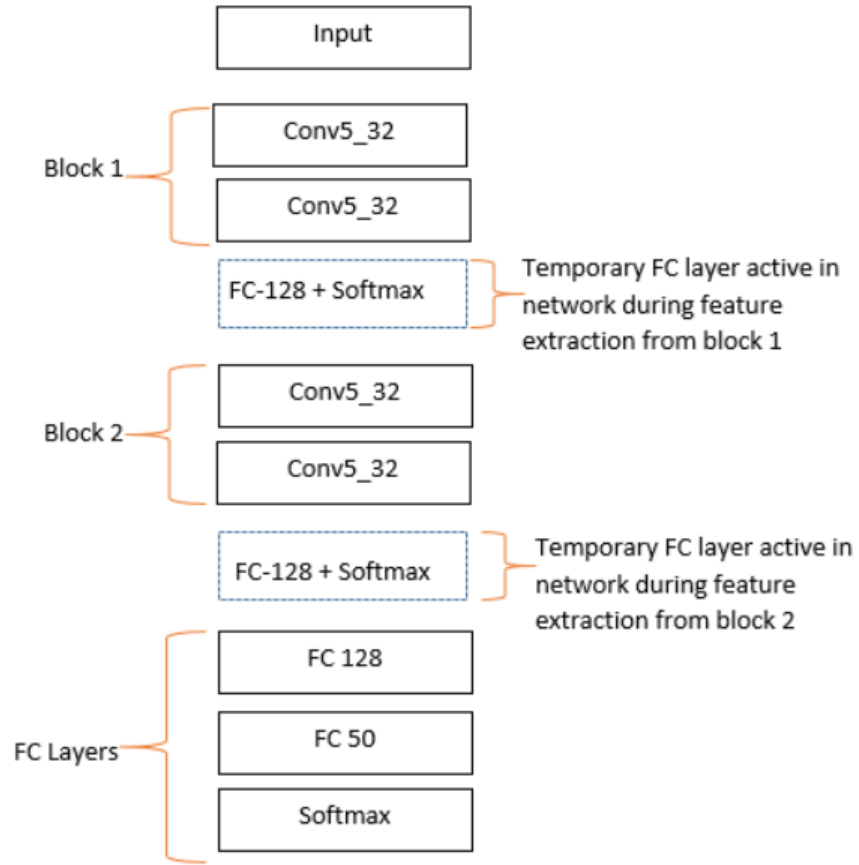 Input
Conv5_32
Block 1
Conv5_32
FC-128 + Softmax
Temporary FC layer active in
network during feature
extraction from block 1
Conv5_32
Block 2
Conv5_32
FC-128 + Softmax
Temporary FC layer active in
network during feature
extraction from block 2
FC 128
FC 50
FC Layers
Softmax